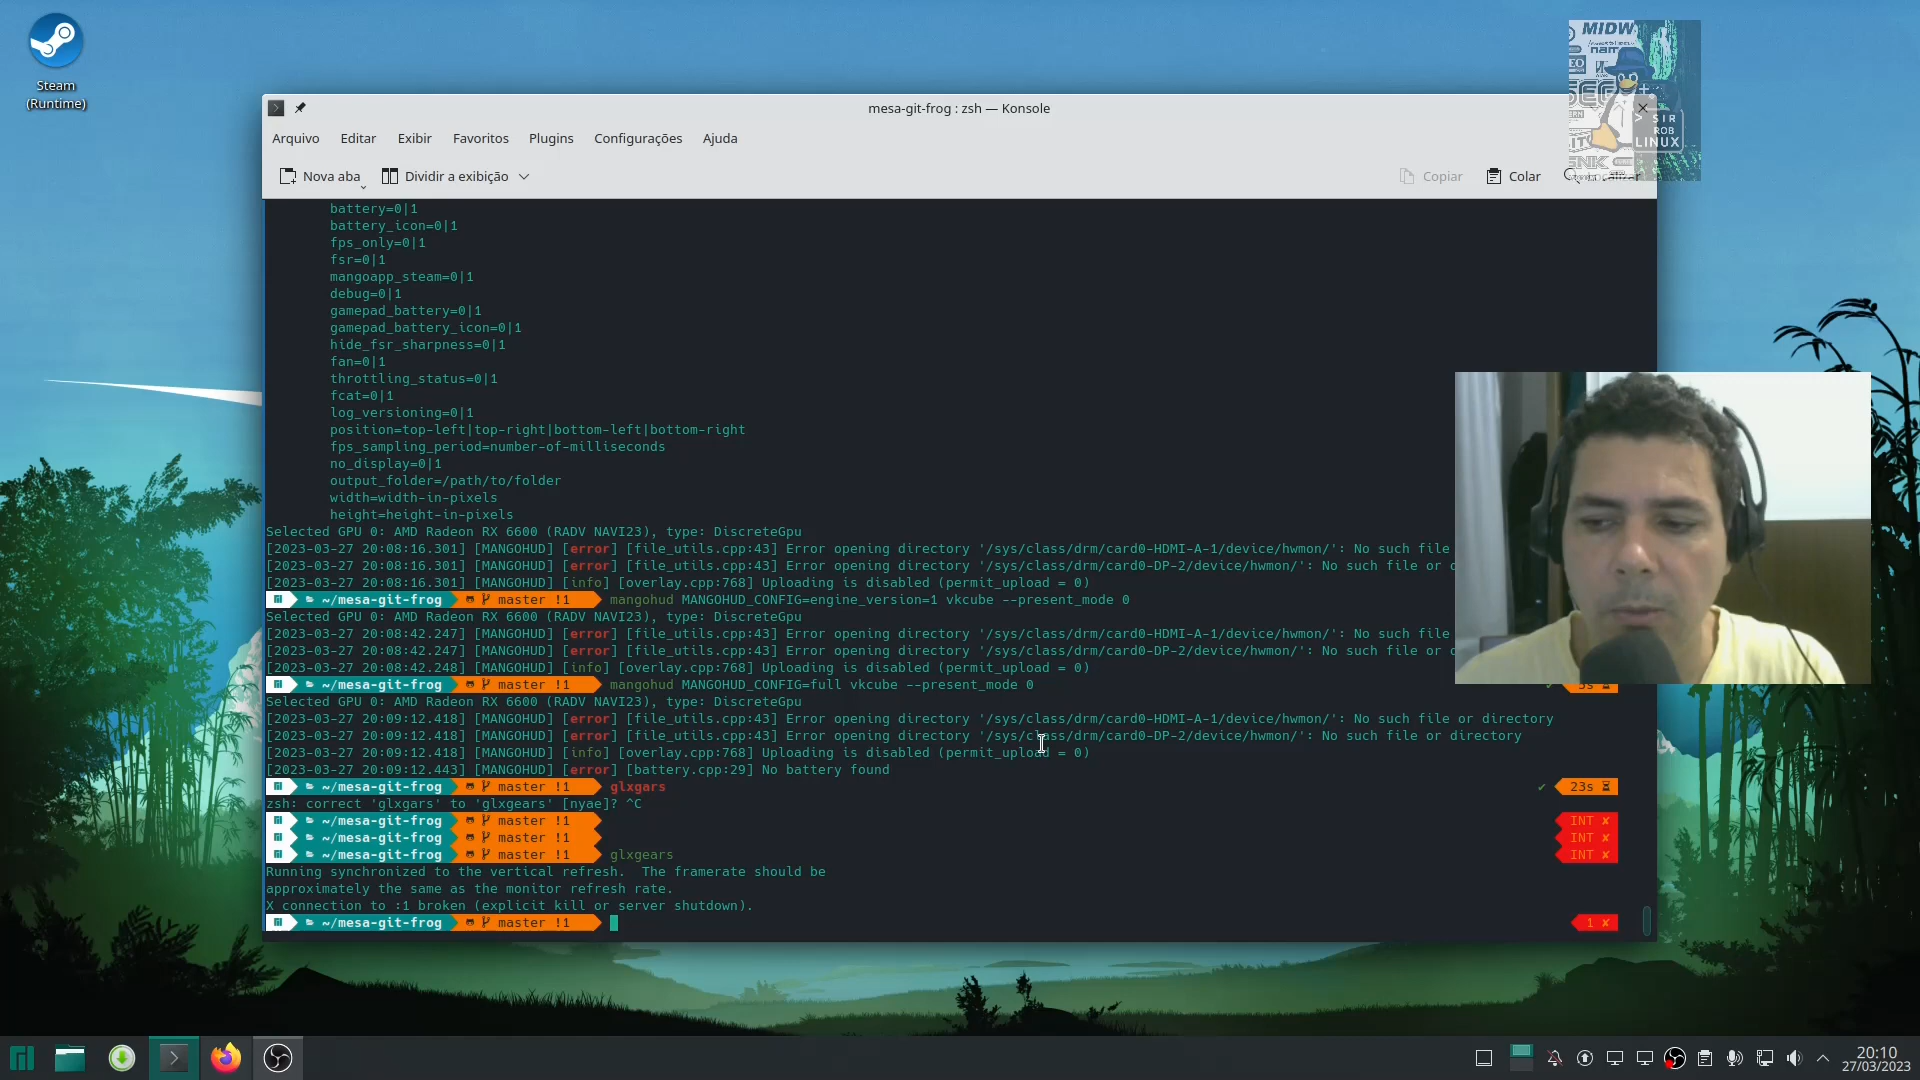 Steam
(Runtime)
MIDW
SIR
ROB
LINUX
mesa-git-frog : zsh — Konsole
Arquivo Editar Exibir Favoritos Plugins Configurações Ajuda
Nova aba Dividir a exibição Copiar Colar
battery=0|1
battery_icon=0|1
fps_only=0|1
fsr=0|1
mangoapp_steam=0|1
debug=0|1
gamepad_battery=0|1
gamepad_battery_icon=0|1
hide_fsr_sharpness=0|1
fan=0|1
throttling_status=0|1
fcat=0|1
log_versioning=0|1
position=top-left|top-right|bottom-left|bottom-right
fps_sampling_period=number-of-milliseconds
no_display=0|1
output_folder=/path/to/folder
width=width-in-pixels
height=height-in-pixels
Selected GPU 0: AMD Radeon RX 6600 (RADV NAVI23), type: DiscreteGpu
[2023-03-27 20:08:16.301] [MANGOHUD] [error] [file_utils.cpp:43] Error opening directory '/sys/class/drm/card0-HDMI-A-1/device/hwmon/': No such file
[2023-03-27 20:08:16.301] [MANGOHUD] [error] [file_utils.cpp:43] Error opening directory '/sys/class/drm/card0-DP-2/device/hwmon/': No such file or
[2023-03-27 20:08:16.301] [MANGOHUD] [info] [overlay.cpp:768] Uploading is disabled (permit_upload = 0)
~/mesa-git-frog master !1 mangohud MANGOHUD_CONFIG=engine_version=1 vkcube --present_mode 0
Selected GPU 0: AMD Radeon RX 6600 (RADV NAVI23), type: DiscreteGpu
[2023-03-27 20:08:42.247] [MANGOHUD] [error] [file_utils.cpp:43] Error opening directory '/sys/class/drm/card0-HDMI-A-1/device/hwmon/': No such file
[2023-03-27 20:08:42.247] [MANGOHUD] [error] [file_utils.cpp:43] Error opening directory '/sys/class/drm/card0-DP-2/device/hwmon/': No such file or
[2023-03-27 20:08:42.248] [MANGOHUD] [info] [overlay.cpp:768] Uploading is disabled (permit_upload = 0)
~/mesa-git-frog master !1 mangohud MANGOHUD_CONFIG=full vkcube --present_mode 0
Selected GPU 0: AMD Radeon RX 6600 (RADV NAVI23), type: DiscreteGpu
[2023-03-27 20:09:12.418] [MANGOHUD] [error] [file_utils.cpp:43] Error opening directory '/sys/class/drm/card0-HDMI-A-1/device/hwmon/': No such file or directory
[2023-03-27 20:09:12.418] [MANGOHUD] [error] [file_utils.cpp:43] Error opening directory '/sys/class/drm/card0-DP-2/device/hwmon/': No such file or directory
[2023-03-27 20:09:12.418] [MANGOHUD] [info] [overlay.cpp:768] Uploading is disabled (permit_upload = 0)
[2023-03-27 20:09:12.443] [MANGOHUD] [error] [battery.cpp:29] No battery found
~/mesa-git-frog master !1 glxgars ✓ 23s
zsh: correct 'glxgars' to 'glxgears' [nyae]? ^C
~/mesa-git-frog master !1 INT ✘
~/mesa-git-frog master !1 INT ✘
~/mesa-git-frog master !1 glxgears INT ✘
Running synchronized to the vertical refresh.  The framerate should be
approximately the same as the monitor refresh rate.
X connection to :1 broken (explicit kill or server shutdown).
~/mesa-git-frog master !1 1 ✘
20:10
27/03/2023